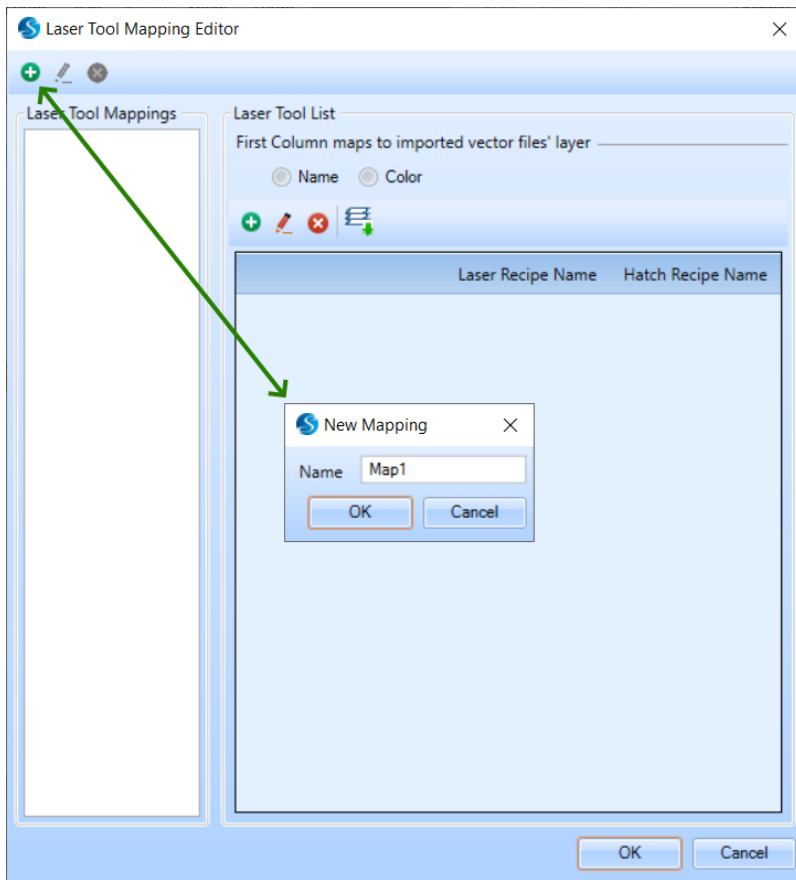 Laser Tool Mapping Editor
Laser Tool Mappings
Laser Tool List
First Column maps to imported vector files' layer
Name Color
Laser Recipe Name Hatch Recipe Name
New Mapping
Name Map1
OK Cancel
OK Cancel